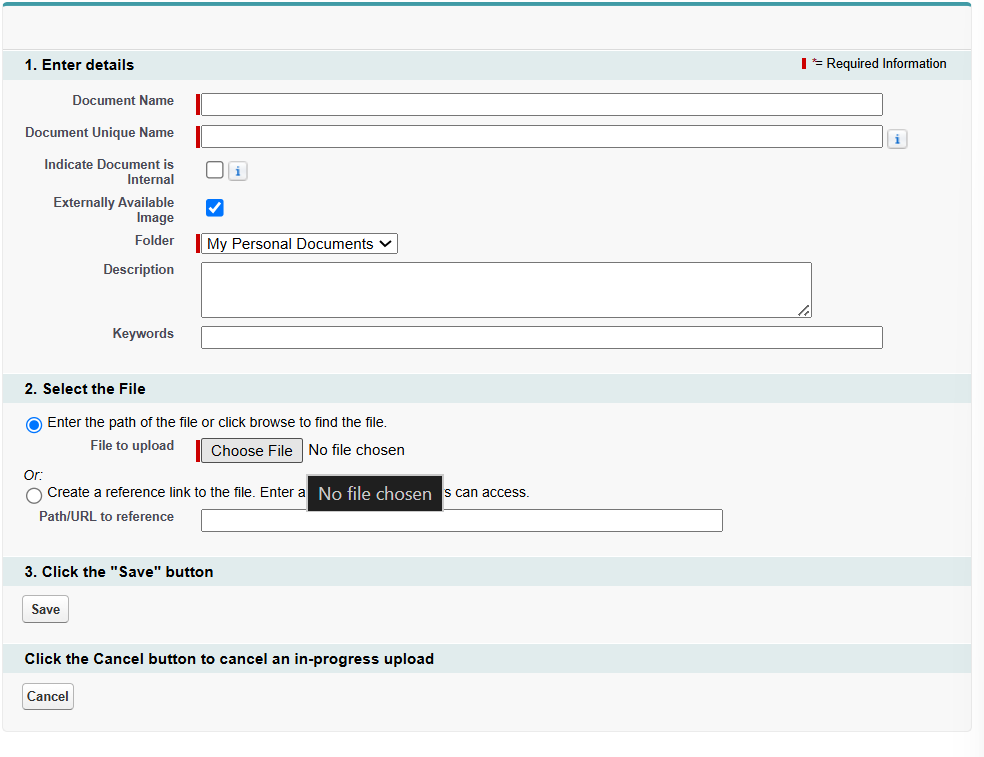 1. Enter details
*= Required Information
Document Name
Document Unique Name
i
Indicate Document is
Internal
i
Externally Available
Image
Folder
My Personal Documents
Description
Keywords
2. Select the File
Enter the path of the file or click browse to find the file.
File to upload
Choose File No file chosen
Or:
Create a reference link to the file. Enter a
No file chosen
s can access.
Path/URL to reference
3. Click the "Save" button
Save
Click the Cancel button to cancel an in-progress upload
Cancel